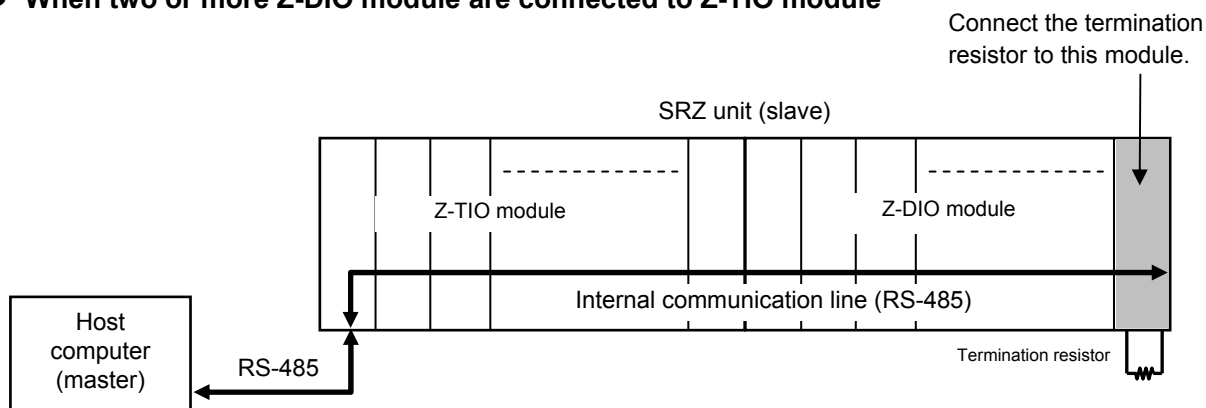 When two or more Z-DIO module are connected to Z-TIO module
Connect the termination
resistor to this module.
SRZ unit (slave)
Z-TIO module
Z-DIO module
Internal communication line (RS-485)
Host
computer
(master)
RS-485
Termination resistor